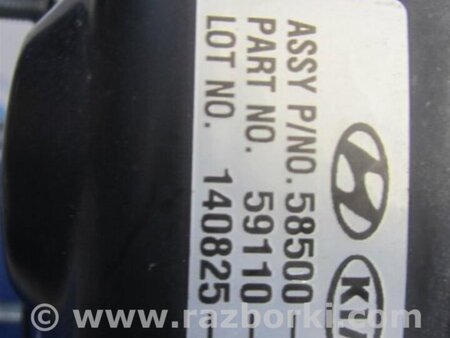 ASSY P/NO. 58500 —
PART NO. 59110 —
LOT NO. 140825
© www.razborki.com